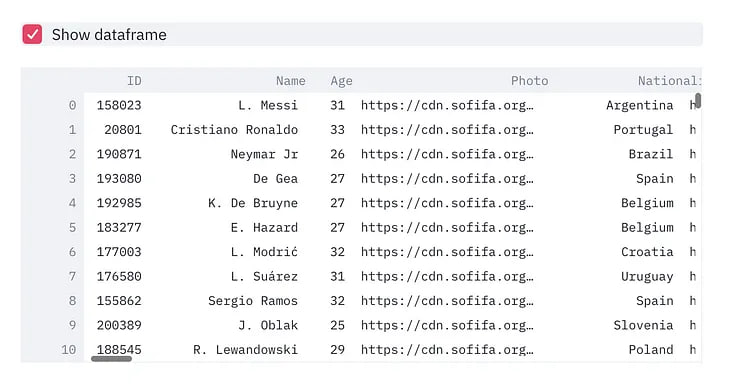 Show dataframe
ID Name Age Photo National
0 158023 L. Messi 31 https://cdn.sofifa.org… Argentina h
1 20801 Cristiano Ronaldo 33 https://cdn.sofifa.org… Portugal h
2 190871 Neymar Jr 26 https://cdn.sofifa.org… Brazil h
3 193080 De Gea 27 https://cdn.sofifa.org… Spain h
4 192985 K. De Bruyne 27 https://cdn.sofifa.org… Belgium h
5 183277 E. Hazard 27 https://cdn.sofifa.org… Belgium h
6 177003 L. Modrić 32 https://cdn.sofifa.org… Croatia h
7 176580 L. Suárez 31 https://cdn.sofifa.org… Uruguay h
8 155862 Sergio Ramos 32 https://cdn.sofifa.org… Spain h
9 200389 J. Oblak 25 https://cdn.sofifa.org… Slovenia h
10 188545 R. Lewandowski 29 https://cdn.sofifa.org… Poland h